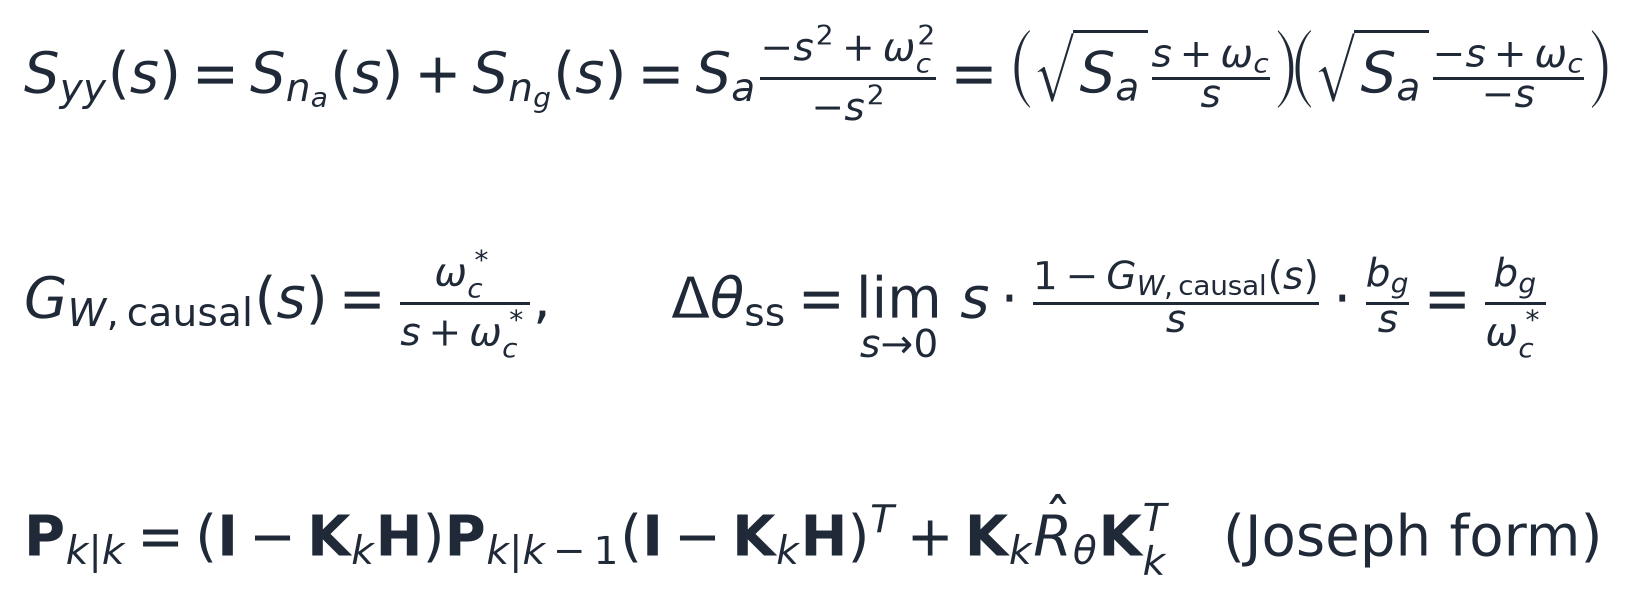 $S_{yy}(s) = S_{n_a}(s) + S_{n_g}(s) = S_a \frac{-s^2 + \omega_c^2}{-s^2} = \left( \sqrt{S_a} \frac{s + \omega_c}{s} \right) \left( \sqrt{S_a} \frac{-s + \omega_c}{-s} \right)$
$G_{W,\mathrm{causal}}(s) = \frac{\omega_c^*}{s + \omega_c^*}, \qquad \Delta\theta_{\mathrm{ss}} = \lim_{s \to 0} s \cdot \frac{1 - G_{W,\mathrm{causal}}(s)}{s} \cdot \frac{b_g}{s} = \frac{b_g}{\omega_c^*}$
$\mathbf{P}_{k|k} = (\mathbf{I} - \mathbf{K}_k \mathbf{H}) \mathbf{P}_{k|k-1} (\mathbf{I} - \mathbf{K}_k \mathbf{H})^T + \mathbf{K}_k \hat{R}_\theta \mathbf{K}_k^T \quad \text{(Joseph form)}$